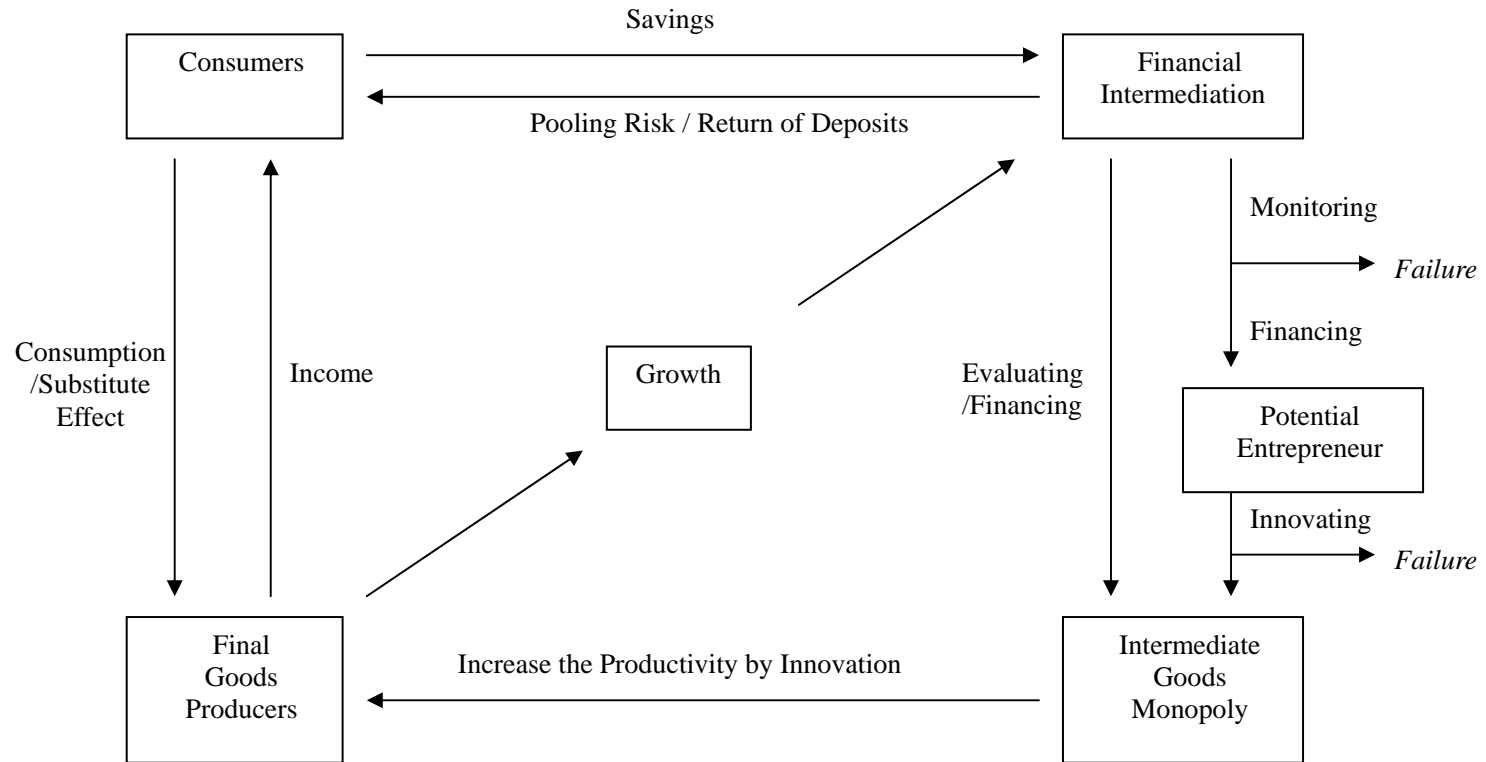 Savings
Consumers
Financial
Intermediation
Pooling Risk / Return of Deposits
Monitoring
Failure
Financing
Consumption
/Substitute
Effect
Income
Growth
Evaluating
/Financing
Potential
Entrepreneur
Innovating
Failure
Final
Goods
Producers
Increase the Productivity by Innovation
Intermediate
Goods
Monopoly